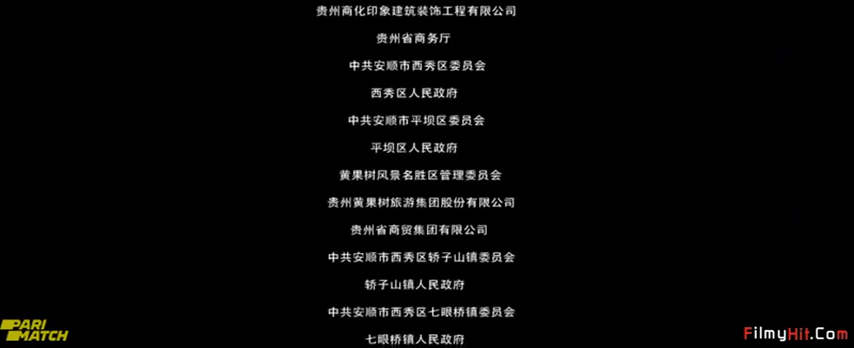 贵州商化印象建筑装饰工程有限公司
贵州省商务厅
中共安顺市西秀区委员会
西秀区人民政府
中共安顺市平坝区委员会
平坝区人民政府
黄果树风景名胜区管理委员会
贵州黄果树旅游集团股份有限公司
贵州省商贸集团有限公司
中共安顺市西秀区轿子山镇委员会
轿子山镇人民政府
中共安顺市西秀区七眼桥镇委员会
七眼桥镇人民政府
PARI
MATCH
FilmyHit.Com